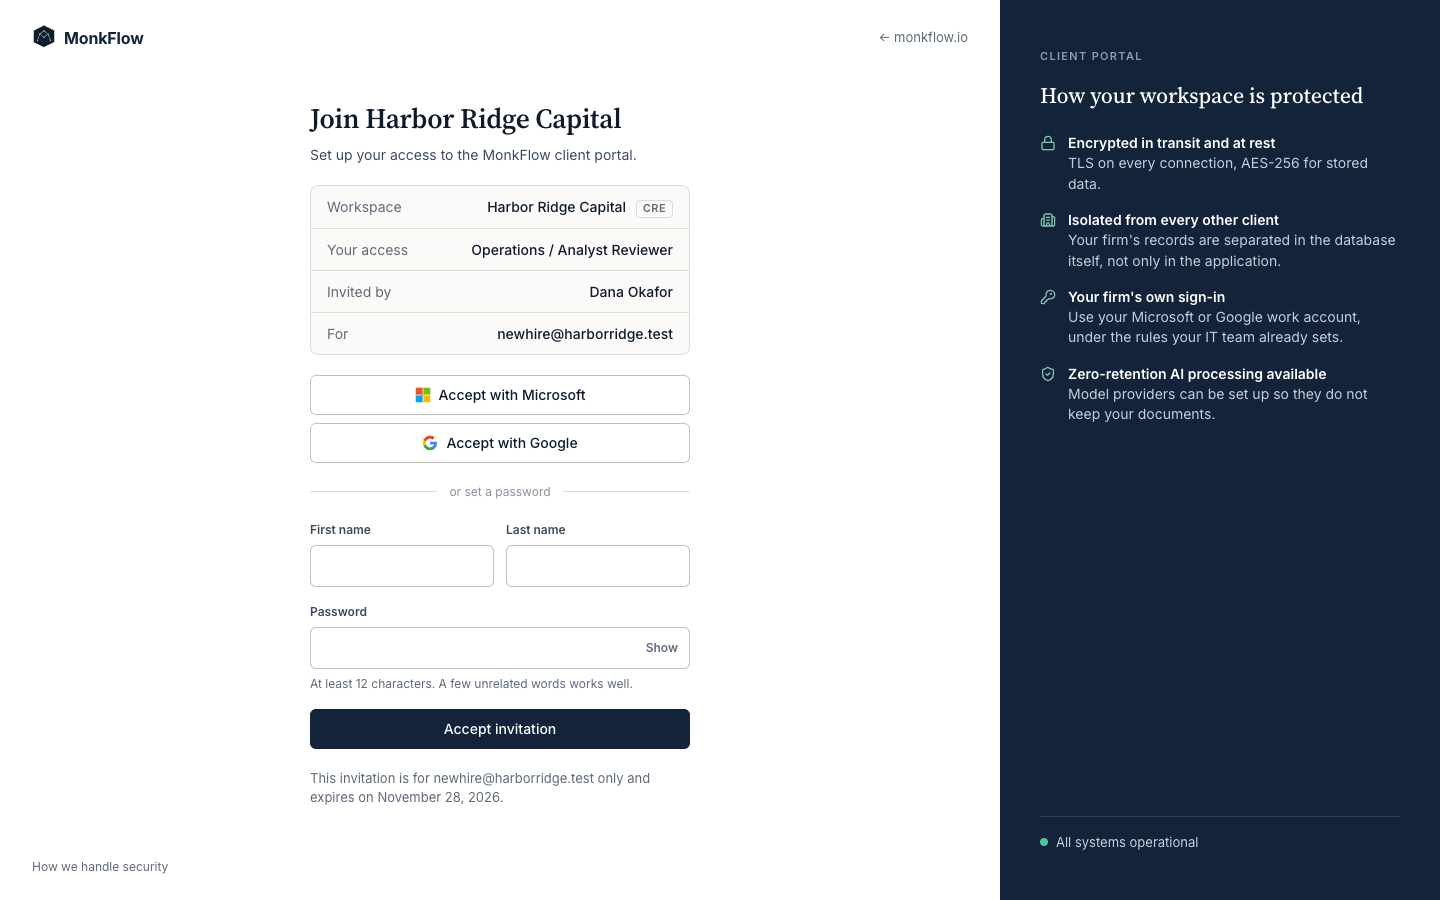 MonkFlow
← monkflow.io
Join Harbor Ridge Capital
Set up your access to the MonkFlow client portal.
Workspace Harbor Ridge Capital CRE
Your access Operations / Analyst Reviewer
Invited by Dana Okafor
For newhire@harborridge.test
Accept with Microsoft
Accept with Google
or set a password
First name Last name
Password
Show
At least 12 characters. A few unrelated words works well.
Accept invitation
This invitation is for newhire@harborridge.test only and
expires on November 28, 2026.
How we handle security
CLIENT PORTAL
How your workspace is protected
Encrypted in transit and at rest
TLS on every connection, AES-256 for stored
data.
Isolated from every other client
Your firm's records are separated in the database
itself, not only in the application.
Your firm's own sign-in
Use your Microsoft or Google work account,
under the rules your IT team already sets.
Zero-retention AI processing available
Model providers can be set up so they do not
keep your documents.
All systems operational